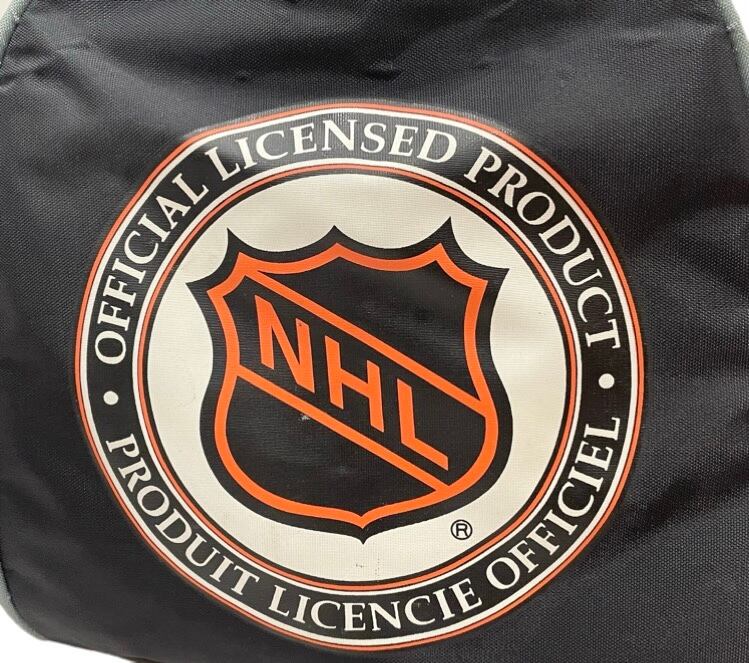 OFFICIAL LICENSED PRODUCT
NHL
®
• PRODUIT LICENCIE OFFICIEL •